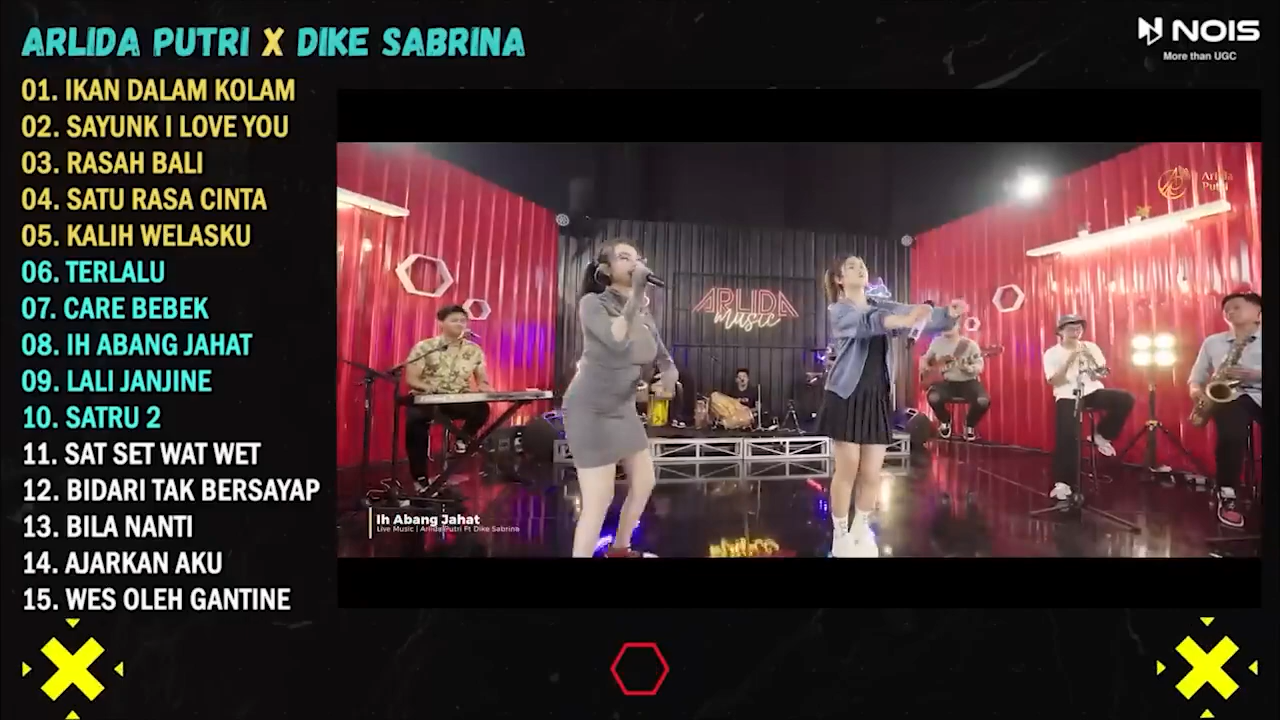 ARLIDA PUTRI X DIKE SABRINA
NOIS
More than UGC
01. IKAN DALAM KOLAM
02. SAYUNK I LOVE YOU
03. RASAH BALI
04. SATU RASA CINTA
05. KALIH WELASKU
06. TERLALU
07. CARE BEBEK
08. IH ABANG JAHAT
09. LALI JANJINE
10. SATRU 2
11. SAT SET WAT WET
12. BIDARI TAK BERSAYAP
13. BILA NANTI
14. AJARKAN AKU
15. WES OLEH GANTINE
Arlida
Putri
ARLIDA
music
Ih Abang Jahat
Live Music | Arlida Putri Ft Dike Sabrina